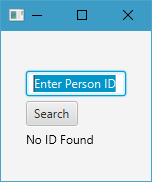 Enter Person ID
Search
No ID Found